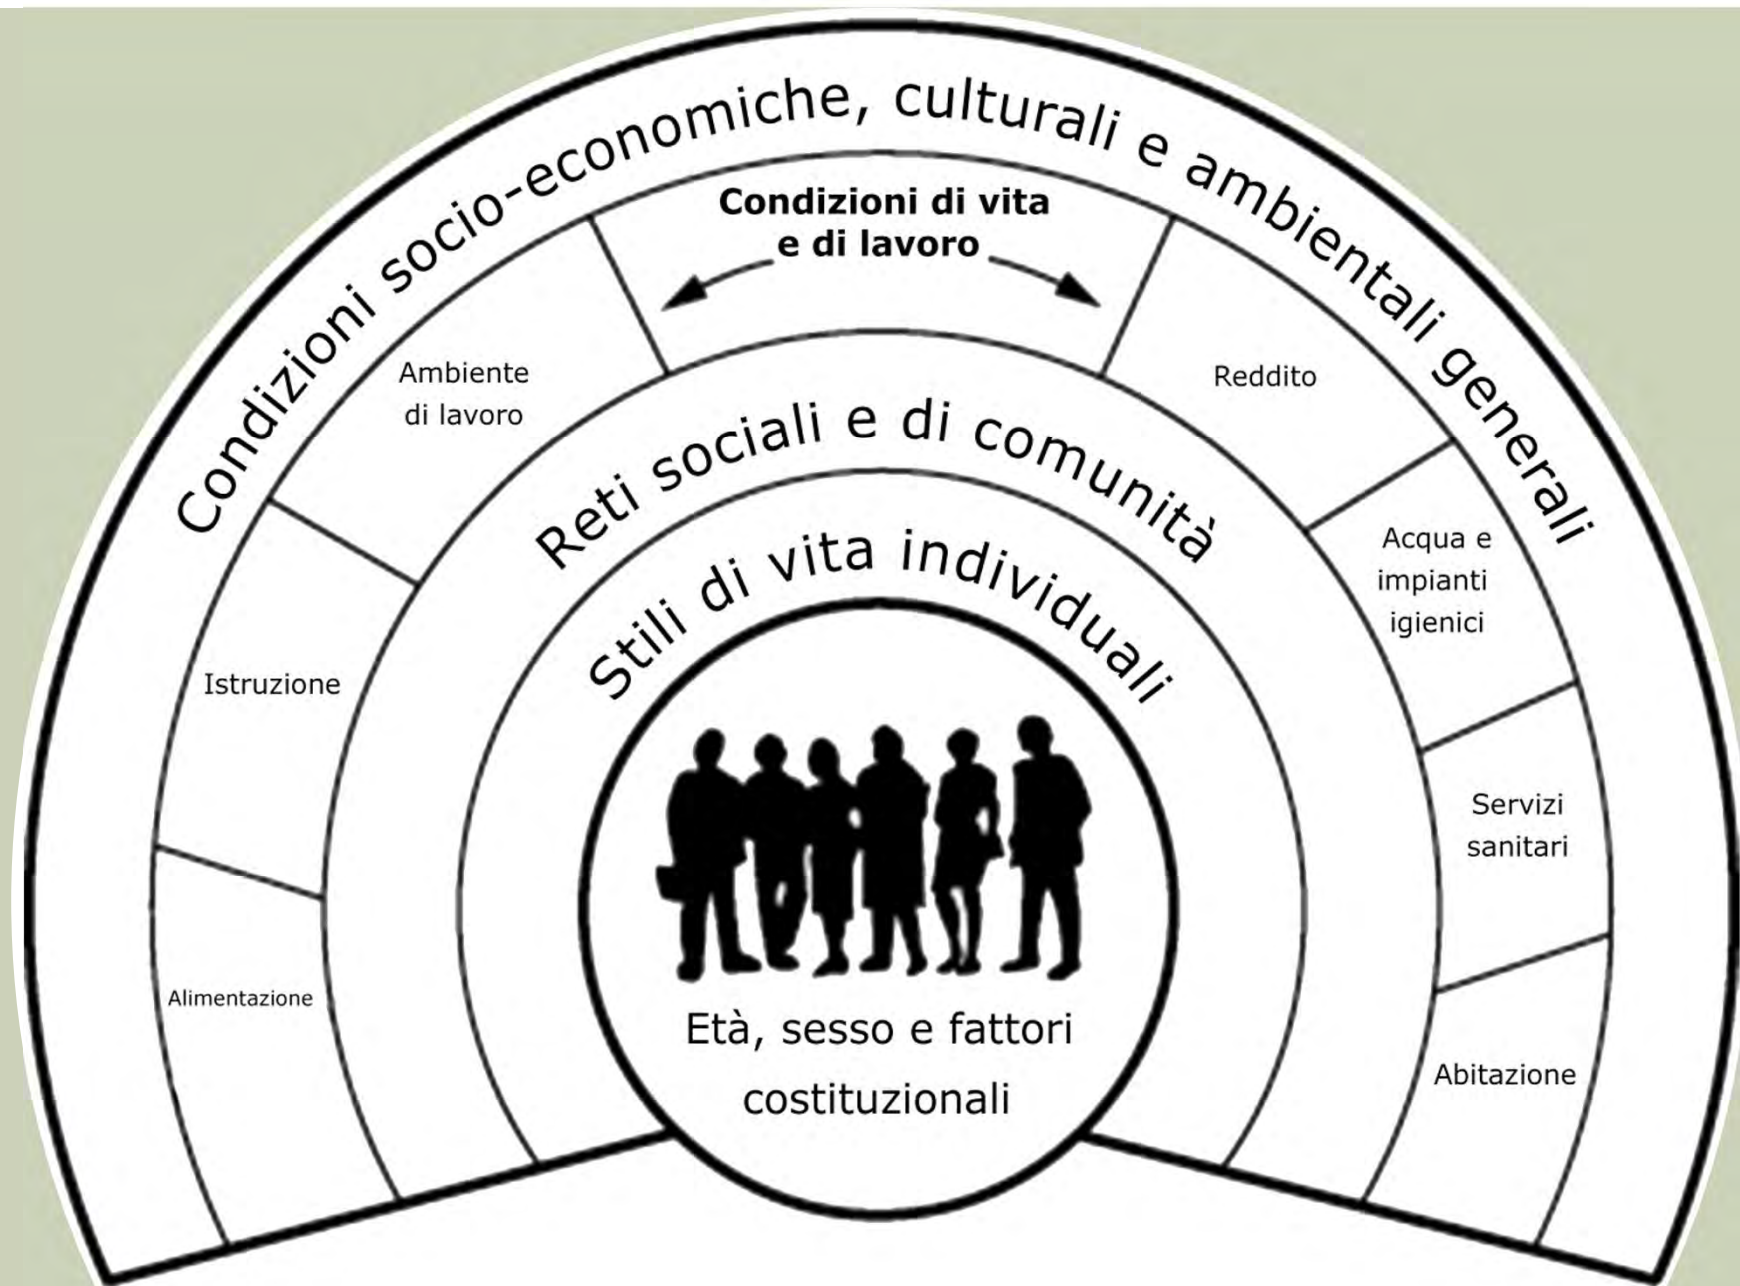 Condizioni socio-economiche, culturali e ambientali generali
Condizioni di vita
e di lavoro
Ambiente
di lavoro
Reddito
Reti sociali e di comunità
Acqua e
impianti
igienici
Stili di vita individuali
Istruzione
Servizi
sanitari
Alimentazione
Età, sesso e fattori
costituzionali
Abitazione